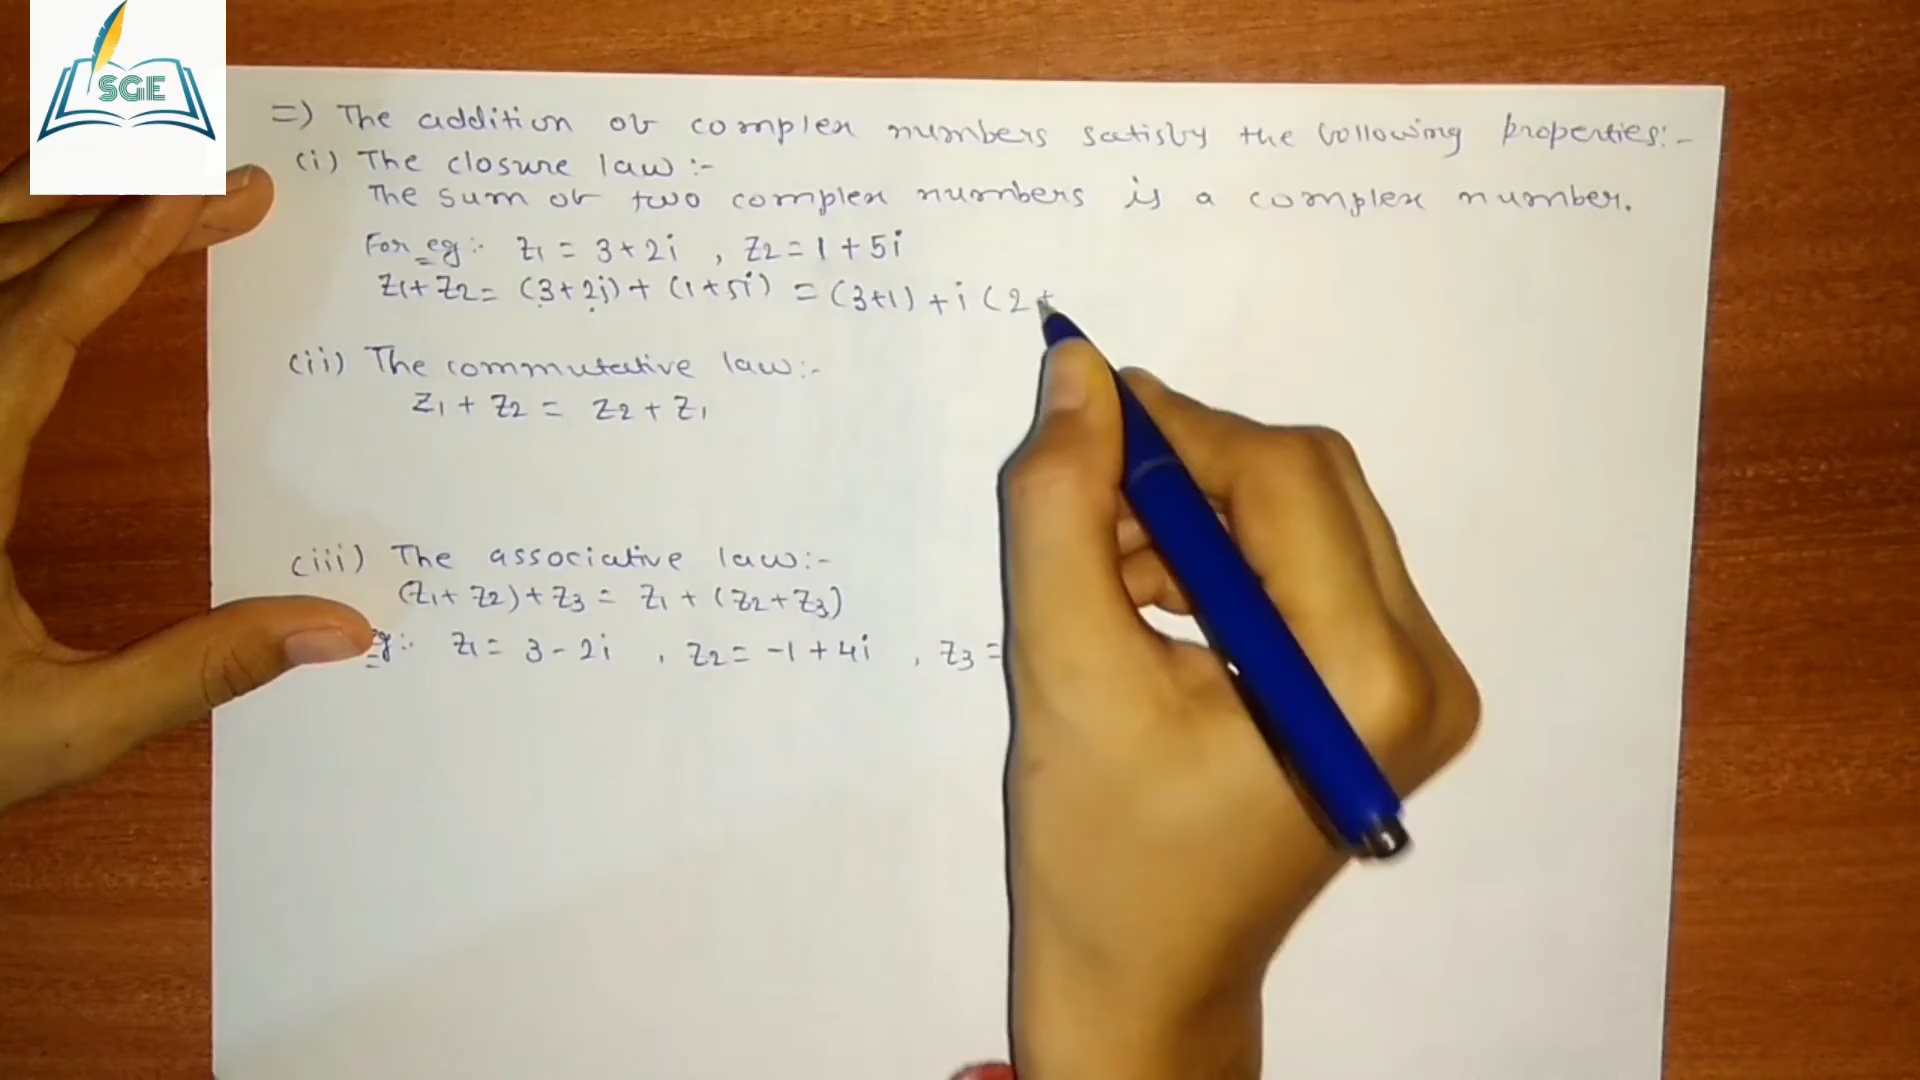 SGE
=) The addition of complex numbers satisfy the following properties:-
(i) The closure law :-
The sum of two complex numbers is a complex number.
For eg :- z1 = 3+2i , z2 = 1+5i
z1+z2 = (3+2i)+(1+5i) = (3+1)+i(2+
(ii) The commutative law:-
z1+z2 = z2+z1
(iii) The associative law:-
(z1+z2)+z3 = z1+(z2+z3)
eg:- z1 = 3-2i , z2 = -1+4i , z3 =